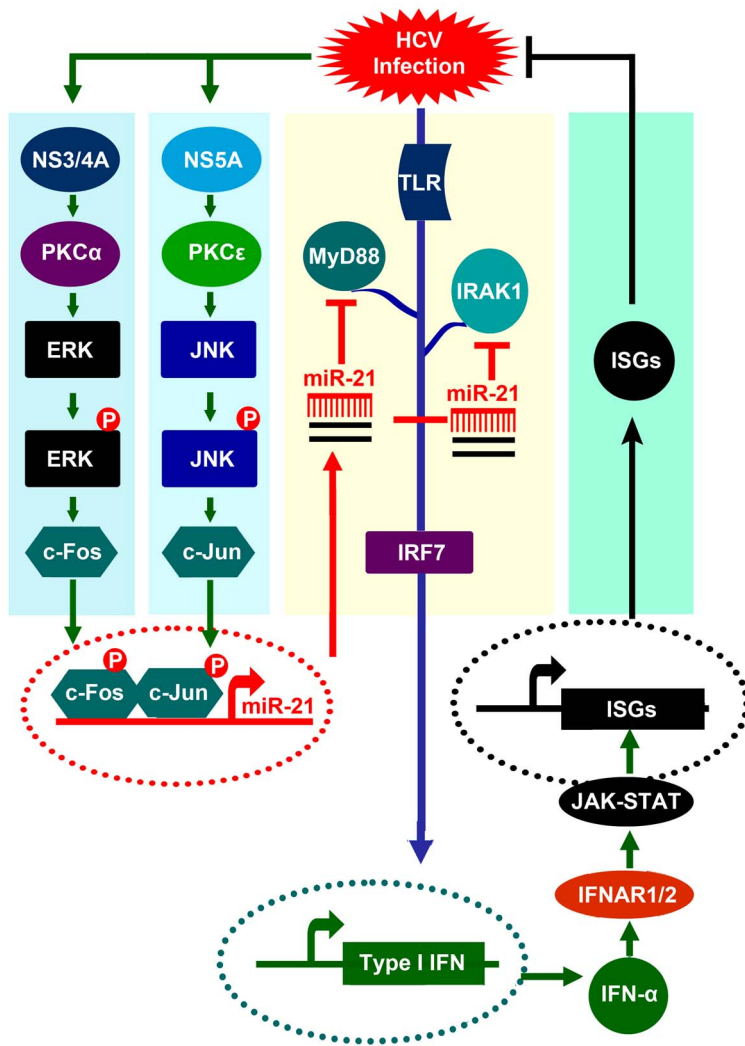 HCV
Infection
NS3/4A
NS5A
TLR
PKCα
PKCε
MyD88
IRAK1
ERK
JNK
ISGs
miR-21
miR-21
P
P
ERK
JNK
c-Fos
c-Jun
IRF7
P
P
c-Fos
c-Jun
miR-21
ISGs
JAK-STAT
IFNAR1/2
Type I IFN
IFN-α